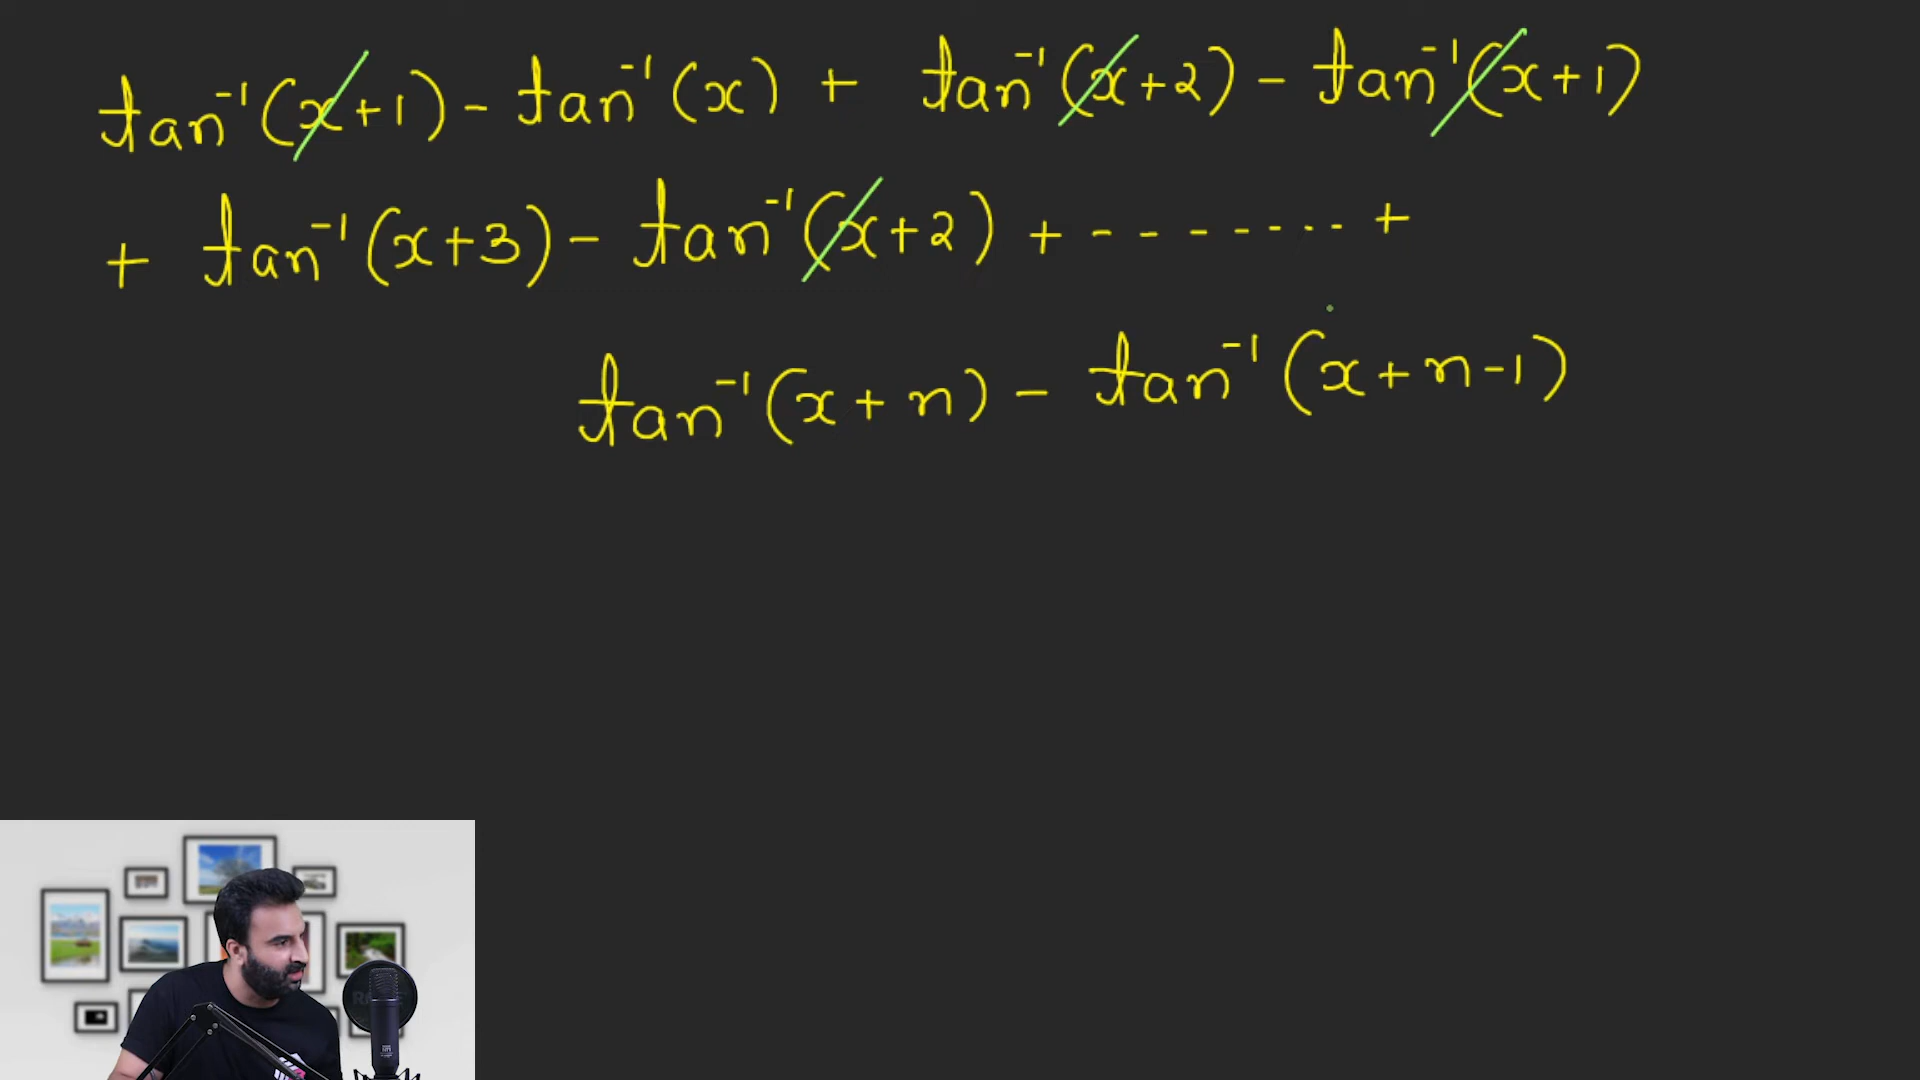 tan⁻¹(x+1) - tan⁻¹(x) + tan⁻¹(x+2) - tan⁻¹(x+1)
+ tan⁻¹(x+3) - tan⁻¹(x+2) + - - - - - - - +
tan⁻¹(x+n) - tan⁻¹(x+n-1)